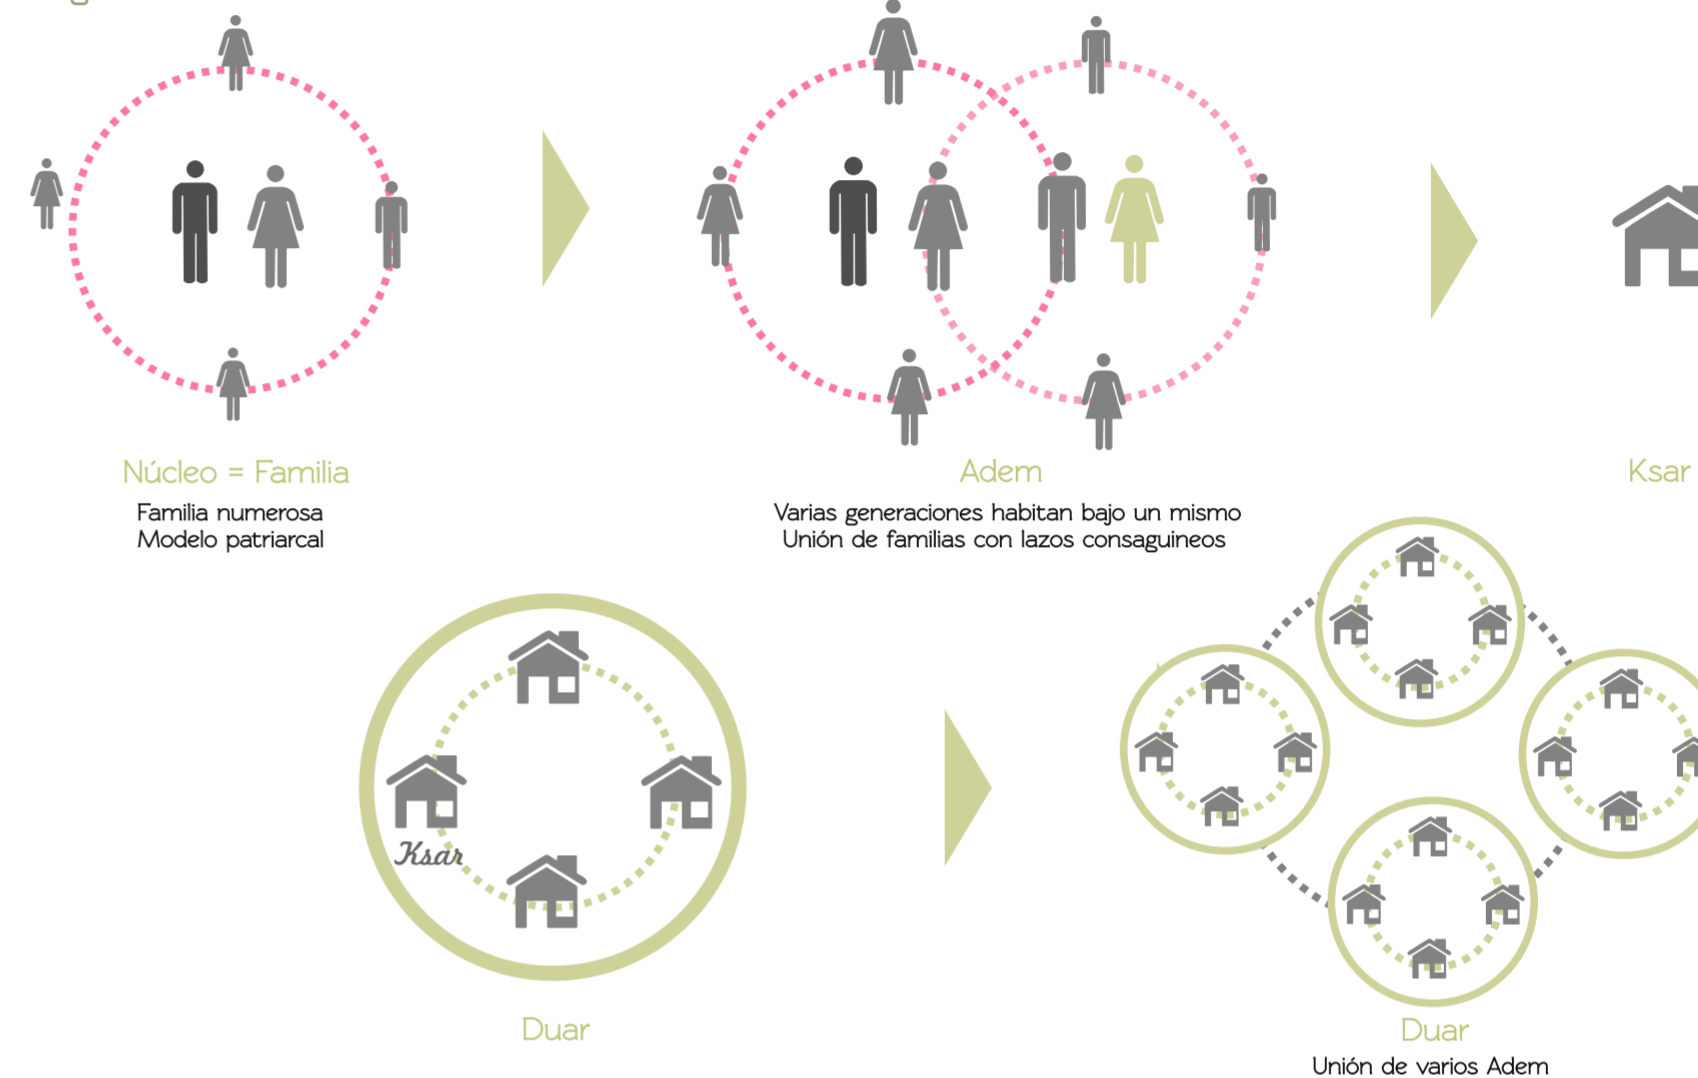 Núcleo = Familia
Familia numerosa
Modelo patriarcal
Adem
Varias generaciones habitan bajo un mismo
Unión de familias con lazos consaguineos
Ksar
Ksar
Duar
Duar
Unión de varios Adem